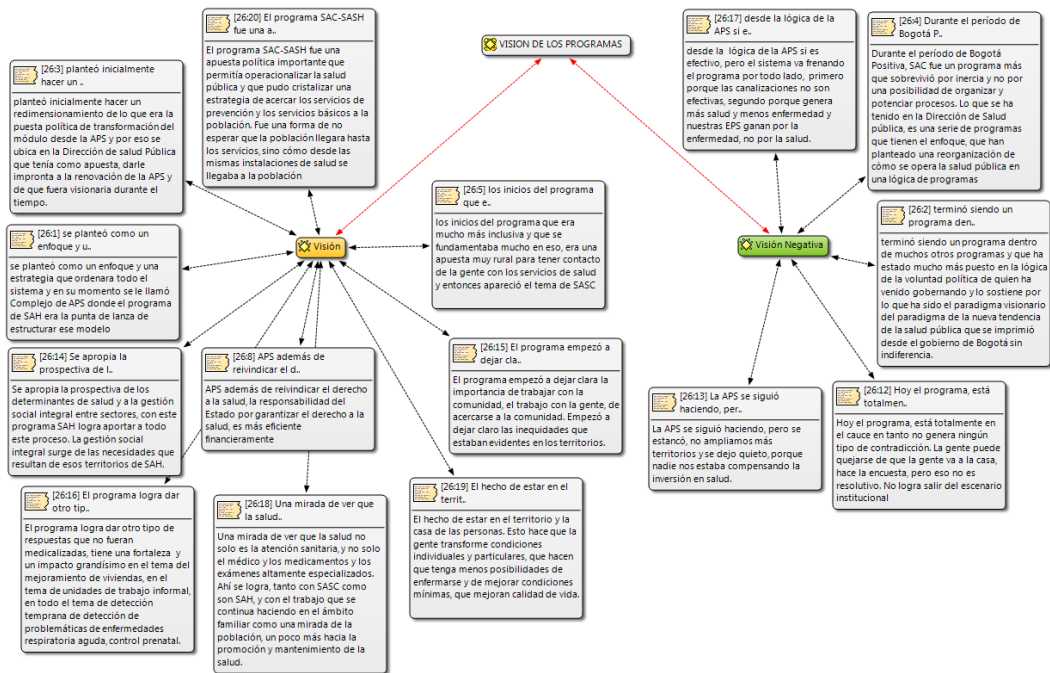 VISION DE LOS PROGRAMAS
[26:20] El programa SAC-SASH
fue una a..
El programa SAC-SASH fue una
apuesta política importante que
permitía operacionalizar la salud
pública y que pudo cristalizar una
estrategia de acercar los servicios de
prevención y los servicios básicos a la
población. Fue una forma de no
esperar que la población llegara hasta
los servicios, sino cómo desde las
mismas instalaciones de salud se
llegaba a la población
[26:3] planteó inicialmente
hacer un ..
planteó inicialmente hacer un
redimensionamiento de lo que era la
puesta política de transformación del
módulo desde la APS y por eso se
ubica en la Dirección de salud Pública
que tenía como apuesta, darle
impronta a la renovación de la APS y
de que fuera visionaria durante el
tiempo.
[26:5] los inicios del programa
que e..
los inicios del programa que era
mucho más inclusiva y que se
fundamentaba mucho en eso, era una
apuesta muy rural para tener contacto
de la gente con los servicios de salud
y entonces apareció el tema de SASC
[26:1] se planteó como un
enfoque y u..
se planteó como un enfoque y una
estrategia que ordenara todo el
sistema y en su momento se le llamó
Complejo de APS donde el programa
de SAH era la punta de lanza de
estructurar ese modelo
Visión
[26:14] Se apropia la
prospectiva de l..
Se apropia la prospectiva de los
determinantes de salud y a la gestión
social integral entre sectores, con este
programa SAH logra aportar a todo
este proceso. La gestión social
integral surge de las necesidades que
resultan de esos territorios de SAH.
[26:8] APS además de
reivindicar el d..
APS además de reivindicar el derecho
a la salud, la responsabilidad del
Estado por garantizar el derecho a la
salud, es más eficiente
financieramente
[26:15] El programa empezó a
dejar cla..
El programa empezó a dejar clara la
importancia de trabajar con la
comunidad, el trabajo con la gente, de
acercarse a la comunidad. Empezó a
dejar claro las inequidades que
estaban evidentes en los territorios.
[26:16] El programa logra dar
otro tip..
El programa logra dar otro tipo de
respuestas que no fueran
medicalizadas, tiene una fortaleza y
un impacto grandísimo en el tema del
mejoramiento de viviendas, en el
tema de unidades de trabajo informal,
en todo el tema de detección
temprana de detección de
problemáticas de enfermedades
respiratoria aguda, control prenatal.
[26:18] Una mirada de ver que
la salud..
Una mirada de ver que la salud no
solo es la atención sanitaria, y no solo
el médico y los medicamentos y los
exámenes altamente especializados.
Ahí se logra, tanto con SASC como
son SAH, y con el trabajo que se
continua haciendo en el ámbito
familiar como una mirada de la
población, un poco más hacia la
promoción y mantenimiento de la
salud.
[26:19] El hecho de estar en el
territ..
El hecho de estar en el territorio y la
casa de las personas. Esto hace que la
gente transforme condiciones
individuales y particulares, que hacen
que tenga menos posibilidades de
enfermarse y de mejorar condiciones
mínimas, que mejoran calidad de vida.
[26:17] desde la lógica de la
APS si e..
desde la lógica de la APS si es
efectivo, pero el sistema va frenando
el programa por todo lado, primero
porque las canalizaciones no son
efectivas, segundo porque genera
más salud y menos enfermedad y
nuestras EPS ganan por la
enfermedad, no por la salud.
[26:4] Durante el período de
Bogotá P..
Durante el período de Bogotá
Positiva, SAC fue un programa más
que sobrevivió por inercia y no por
una posibilidad de organizar y
potenciar procesos. Lo que se ha
tenido en la Dirección de Salud
pública, es una serie de programas
que tienen el enfoque, que han
planteado una reorganización de
cómo se opera la salud pública en
una lógica de programas
Visión Negativa
[26:2] terminó siendo un
programa den..
terminó siendo un programa dentro
de muchos otros programas y que ha
estado mucho más puesto en la lógica
de la voluntad política de quien ha
venido gobernando y lo sostiene por
lo que ha sido el paradigma visionario
del paradigma de la nueva tendencia
de la salud pública que se imprimió
desde el gobierno de Bogotá sin
indiferencia.
[26:13] La APS se siguió
haciendo, per..
La APS se siguió haciendo, pero se
estancó, no ampliamos más
territorios y se dejo quieto, porque
nadie nos estaba compensando la
inversión en salud.
[26:12] Hoy el programa, está
totalmen..
Hoy el programa, está totalmente en
el cauce en tanto no genera ningún
tipo de contradicción. La gente puede
quejarse de que la gente va a la casa,
hace la encuesta, pero eso no es
resolutivo. No logra salir del escenario
institucional